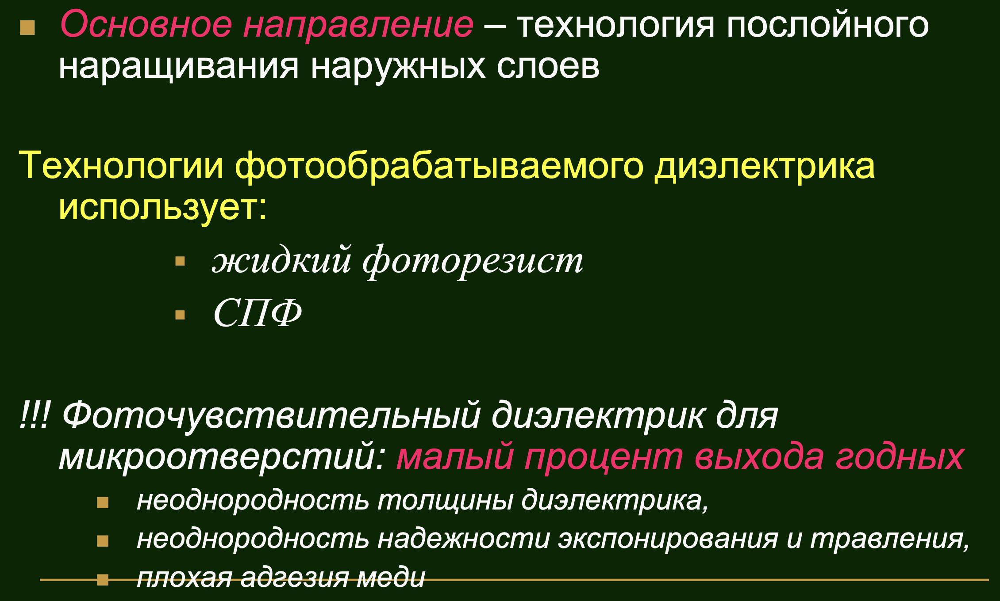 Основное направление – технология послойного
наращивания наружных слоев
Технологии фотообрабатываемого диэлектрика
использует:
жидкий фоторезист
СПФ
!!! Фоточувствительный диэлектрик для
микроотверстий: малый процент выхода годных
неоднородность толщины диэлектрика,
неоднородность надежности экспонирования и травления,
плохая адгезия меди